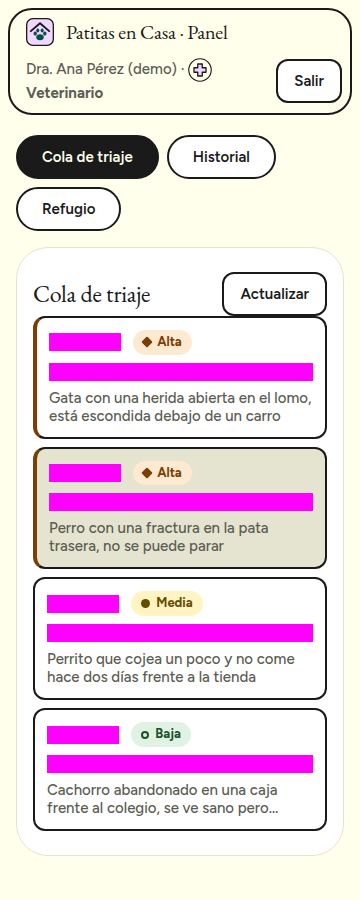 Patitas en Casa · Panel
Dra. Ana Pérez (demo) ·
Veterinario
Salir
Cola de triaje
Historial
Refugio
Cola de triaje
Actualizar
Alta
Gata con una herida abierta en el lomo,
está escondida debajo de un carro
Alta
Perro con una fractura en la pata
trasera, no se puede parar
Media
Perrito que cojea un poco y no come
hace dos días frente a la tienda
Baja
Cachorro abandonado en una caja
frente al colegio, se ve sano pero...